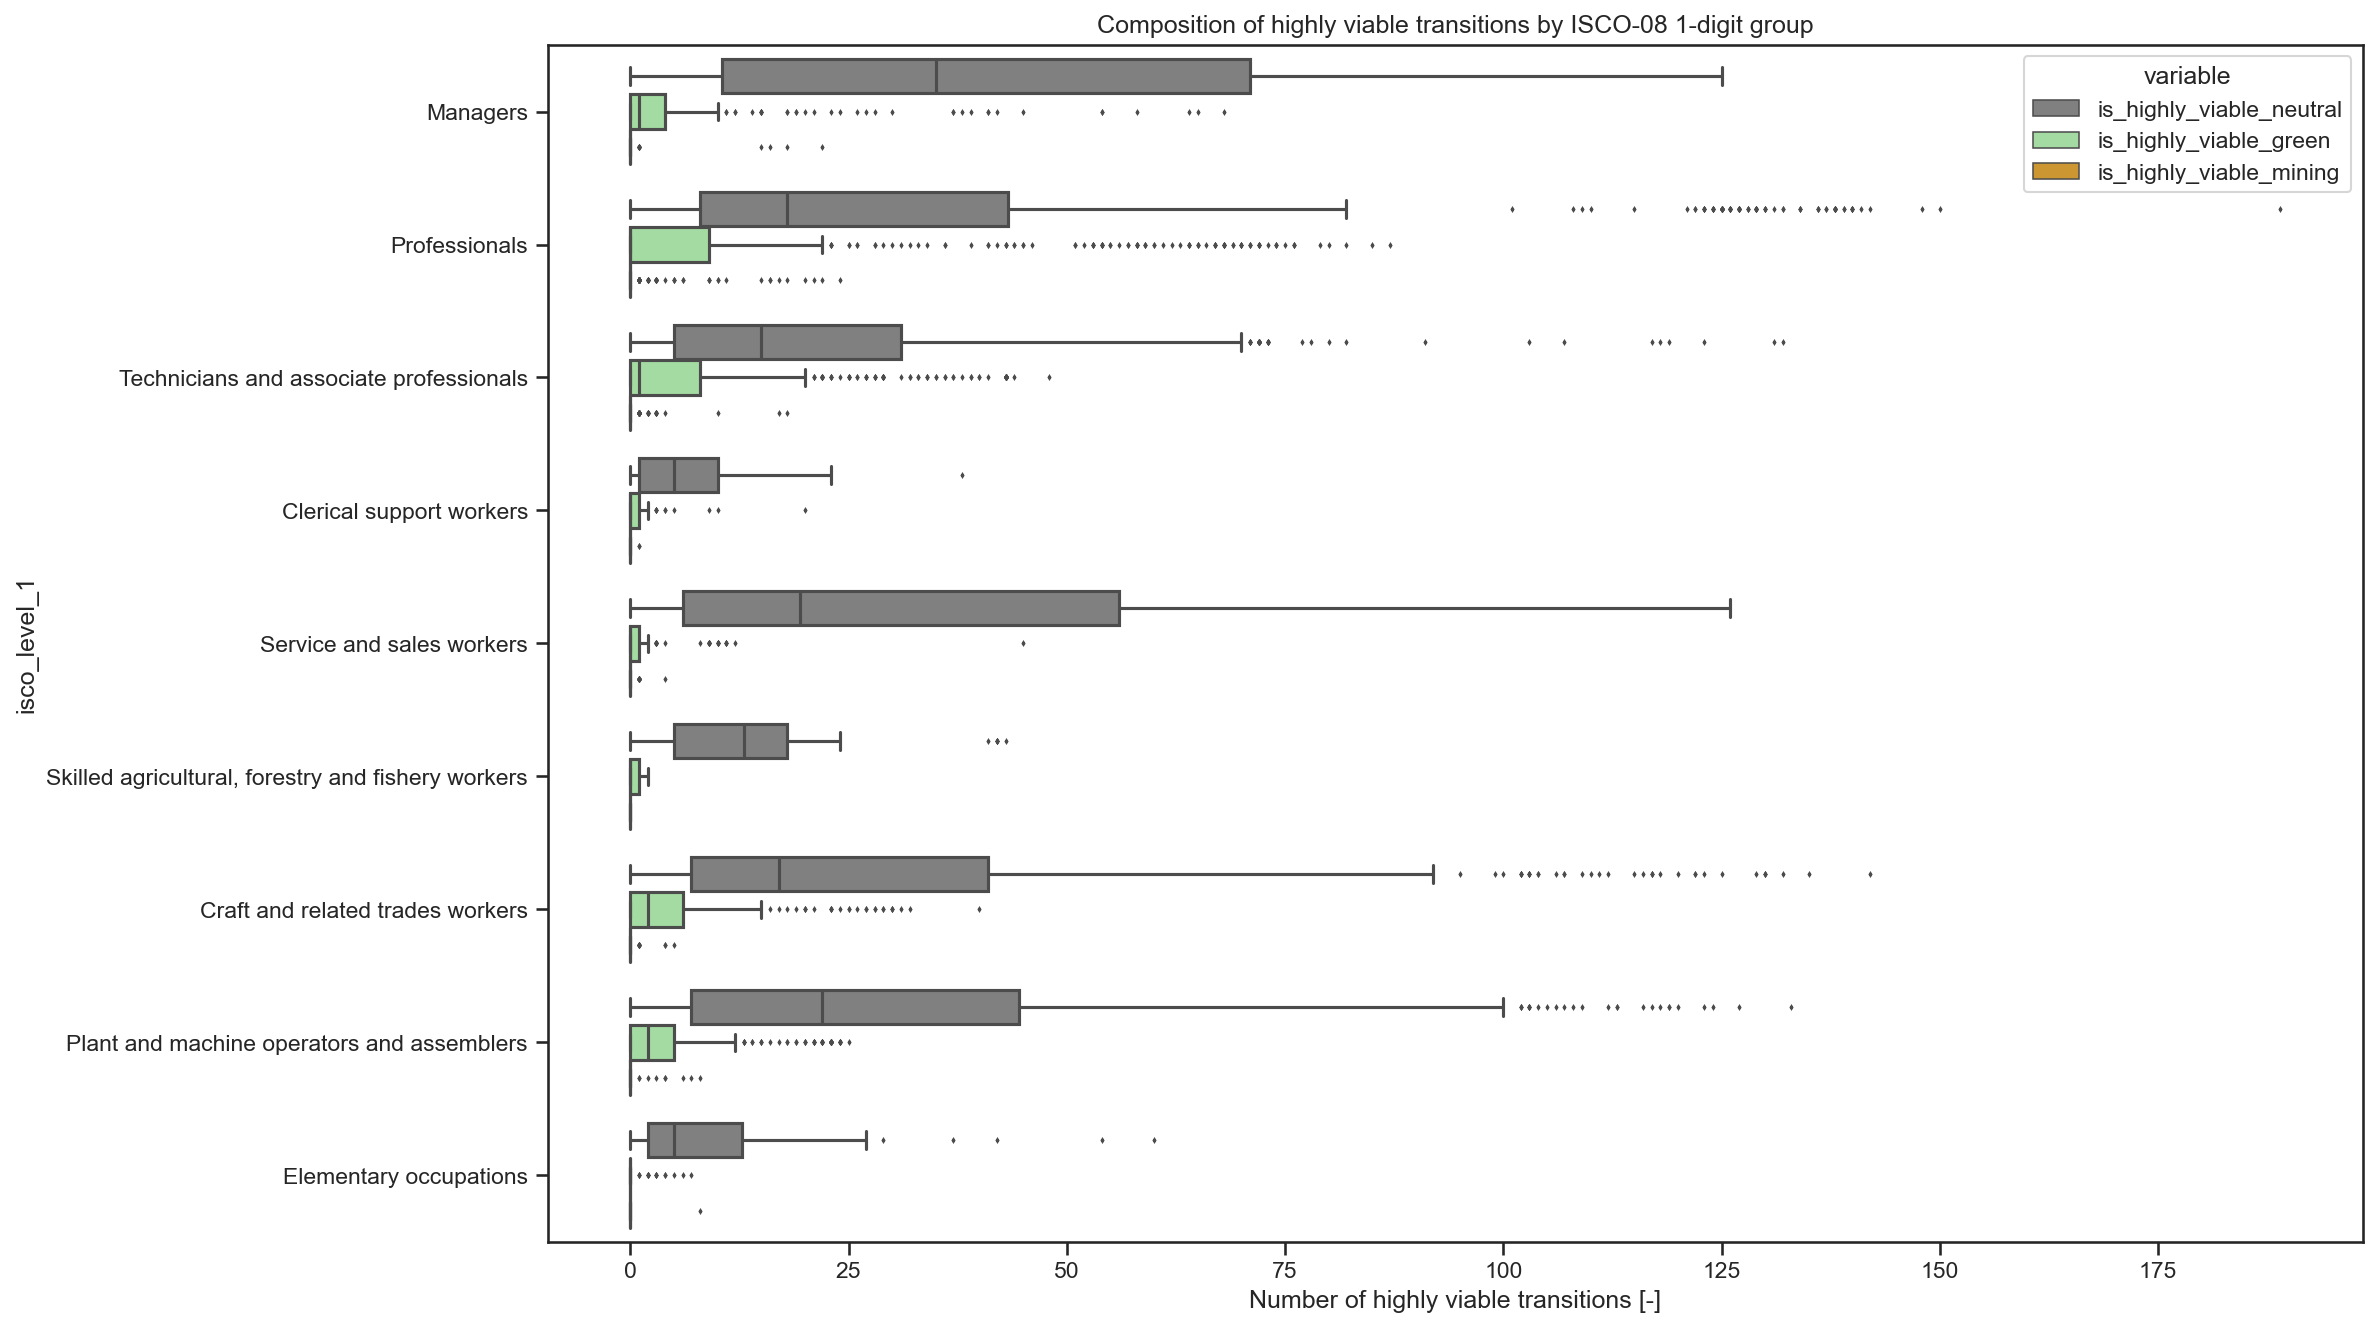 Composition of highly viable transitions by ISCO-08 1-digit group
variable
is_highly_viable_neutral
is_highly_viable_green
is_highly_viable_mining
isco_level_1
Managers
Professionals
Technicians and associate professionals
Clerical support workers
Service and sales workers
Skilled agricultural, forestry and fishery workers
Craft and related trades workers
Plant and machine operators and assemblers
Elementary occupations
0 25 50 75 100 125 150 175
Number of highly viable transitions [-]